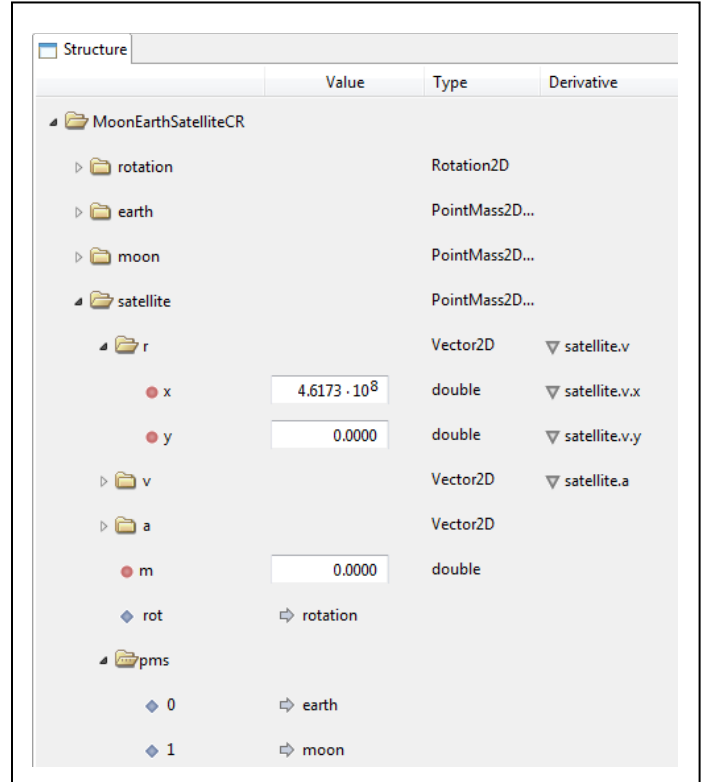 Structure
Value Type Derivative
MoonEarthSatelliteCR
rotation Rotation2D
earth PointMass2D...
moon PointMass2D...
satellite PointMass2D...
r Vector2D satellite.v
x 4.6173 · 10⁸ double satellite.v.x
y 0.0000 double satellite.v.y
v Vector2D satellite.a
a Vector2D
m 0.0000 double
rot rotation
pms
0 earth
1 moon